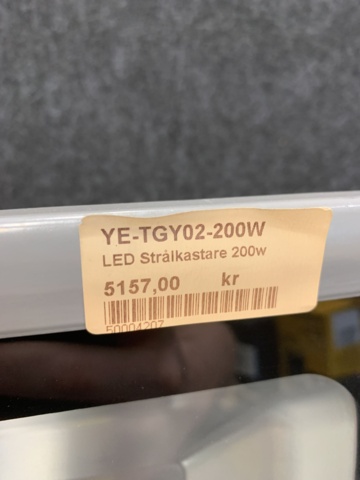 YE-TGY02-200W
LED Strålkastare 200w
5157,00 kr
50004207